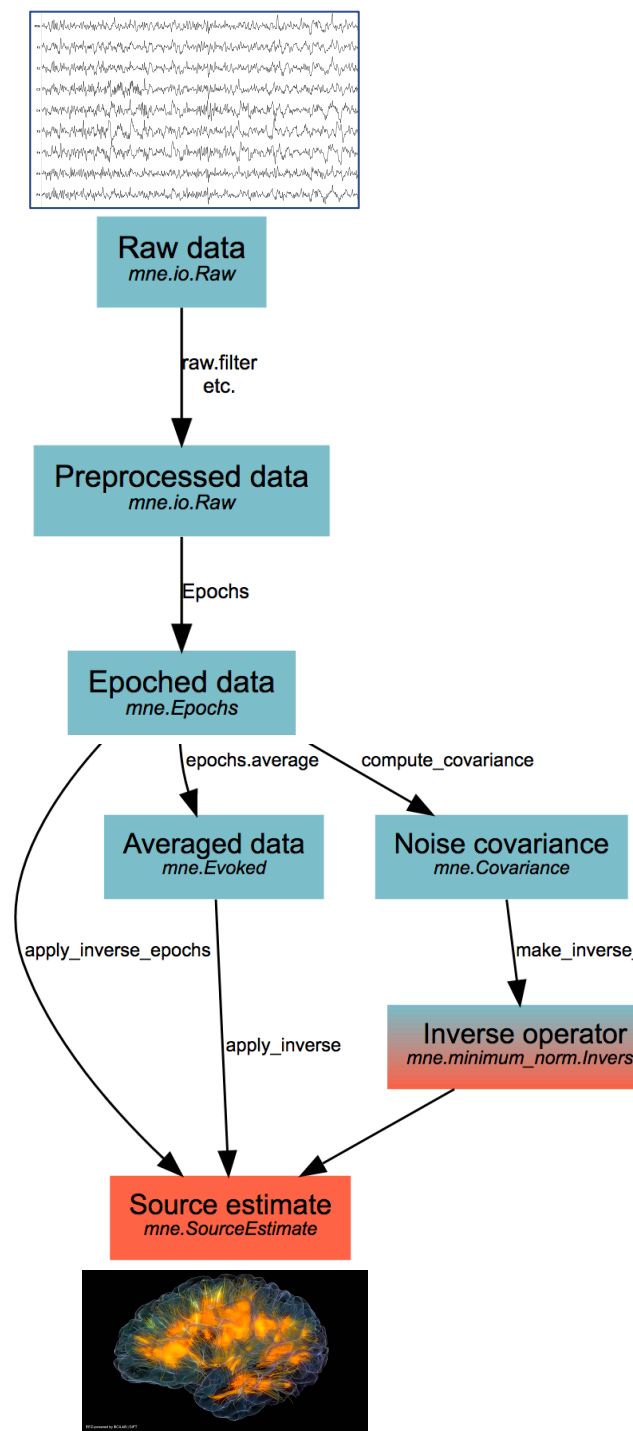 Raw data
mne.io.Raw
raw.filter
etc.
Preprocessed data
mne.io.Raw
Epochs
Epoched data
mne.Epochs
epochs.average
compute_covariance
Averaged data
mne.Evoked
Noise covariance
mne.Covariance
apply_inverse_epochs
make_inverse_
apply_inverse
Inverse operator
mne.minimum_norm.Invers
Source estimate
mne.SourceEstimate